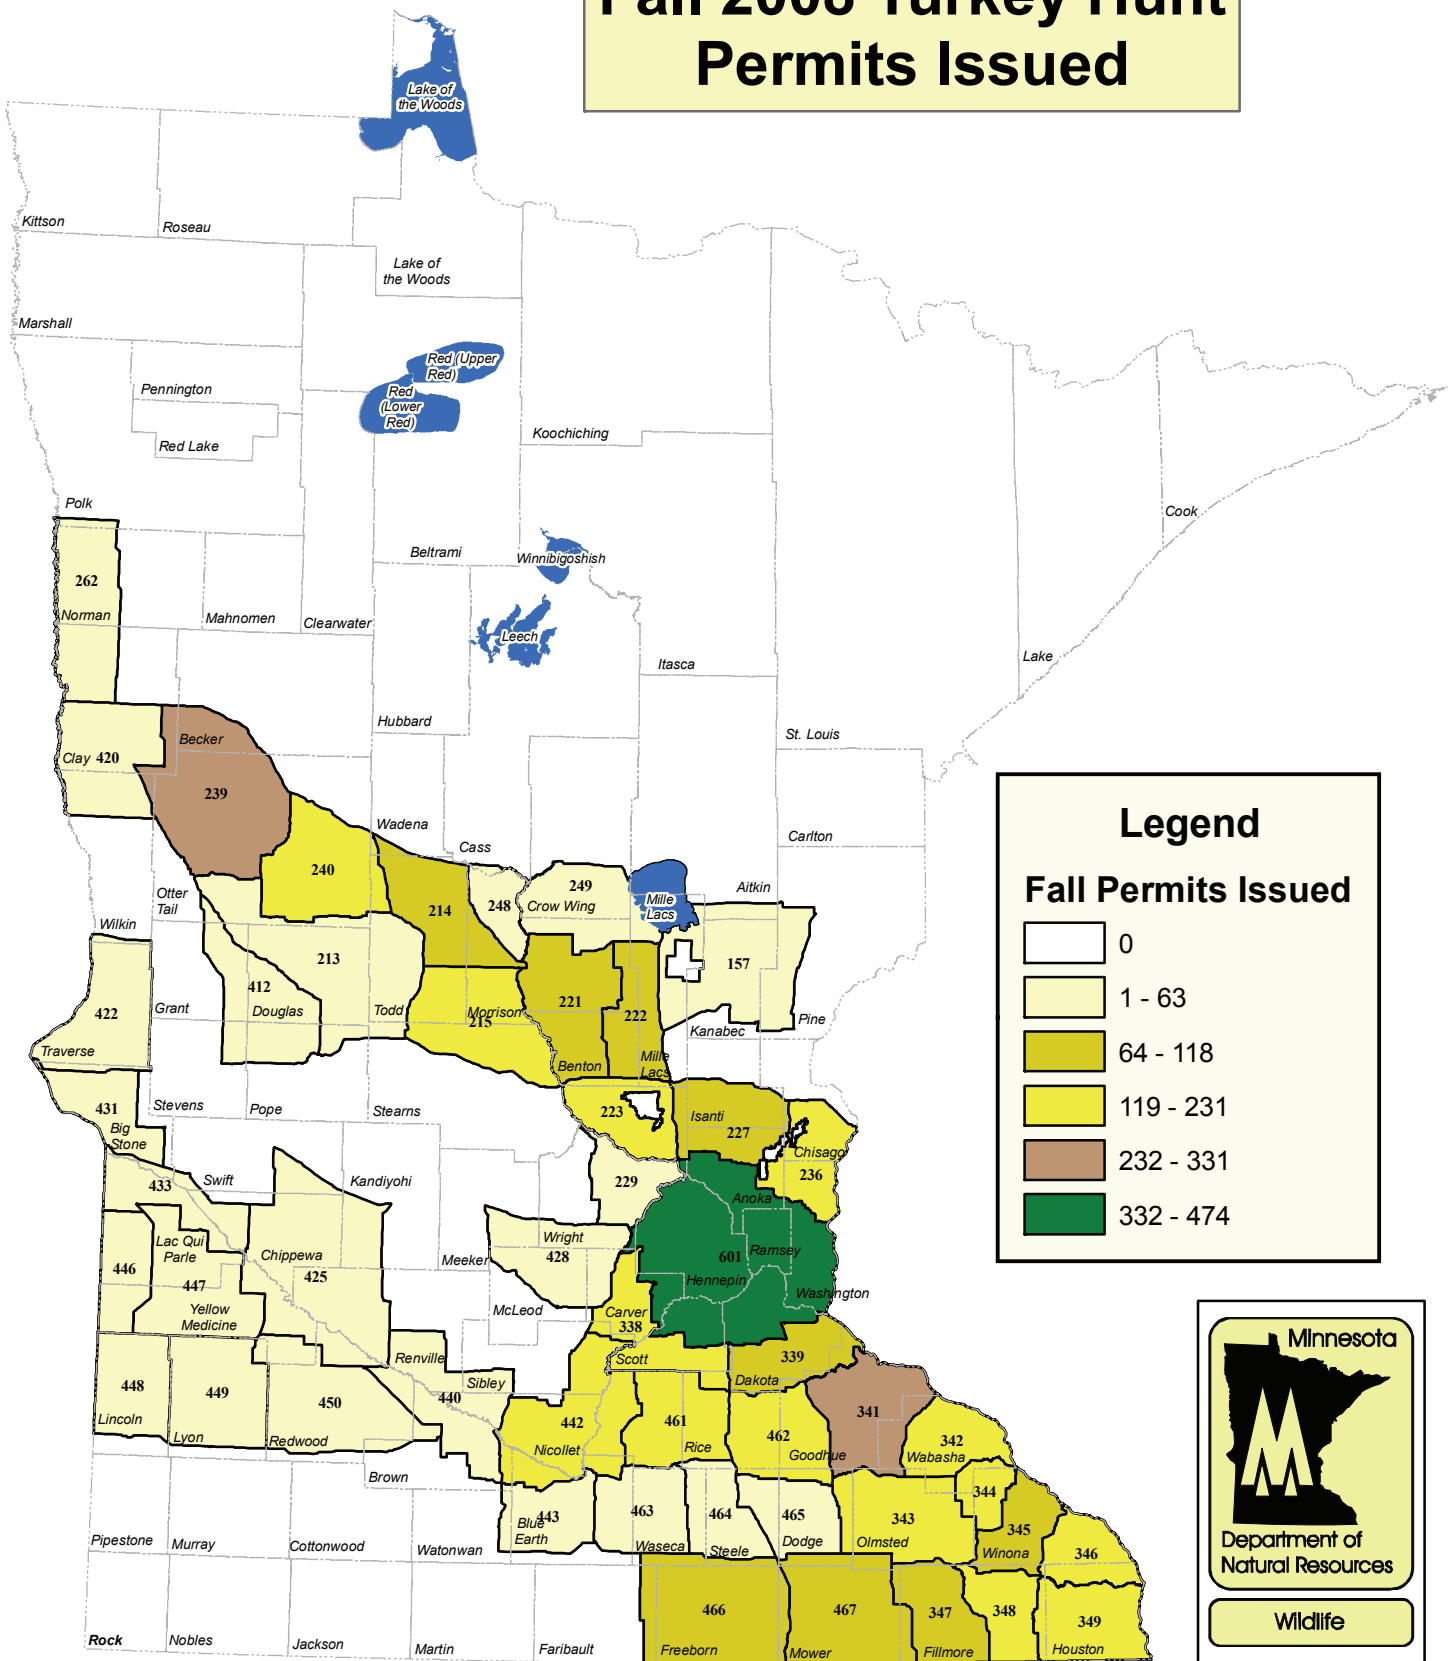 Fall 2008 Turkey Hunt
Permits Issued
Lake of
the Woods
Kittson
Roseau
Lake of
the Woods
Marshall
Red (Upper
Red)
Pennington
Red
(Lower
Red)
Koochiching
Red Lake
Polk
Cook
Beltrami
Winnibigoshish
262
Norman
Mahnomen
Clearwater
Leech
Itasca
Lake
Hubbard
St. Louis
Becker
Clay 420
239
Wadena
Carlton
Cass
240
249
Aitkin
Otter
Tail
214
248
Crow Wing
Mille
Lacs
Wilkin
213
157
412
Grant
Douglas
Todd
Morrison
215
221
222
422
Kanabec
Pine
Traverse
Benton
Mille
Lacs
431
Stevens
Pope
Stearns
223
Isanti
227
Big
Stone
Chisago
236
433
Swift
Kandiyohi
229
Anoka
Lac Qui
Parle
Chippewa
Wright
428
601
Ramsey
446
447
425
Meeker
Hennepin
Washington
Yellow
Medicine
McLeod
Carver
338
Renville
Scott
339
448
449
450
440
Sibley
Dakota
341
Lincoln
Lyon
Redwood
442
461
462
342
Nicollet
Rice
Goodhue
Wabasha
Brown
344
443
Blue
Earth
463
464
465
343
345
Pipestone
Murray
Cottonwood
Watonwan
Waseca
Steele
Dodge
Olmsted
Winona
346
466
467
347
348
349
Rock
Nobles
Jackson
Martin
Faribault
Freeborn
Mower
Fillmore
Houston
Legend
Fall Permits Issued
0
1 - 63
64 - 118
119 - 231
232 - 331
332 - 474
Minnesota
Department of
Natural Resources
Wildlife